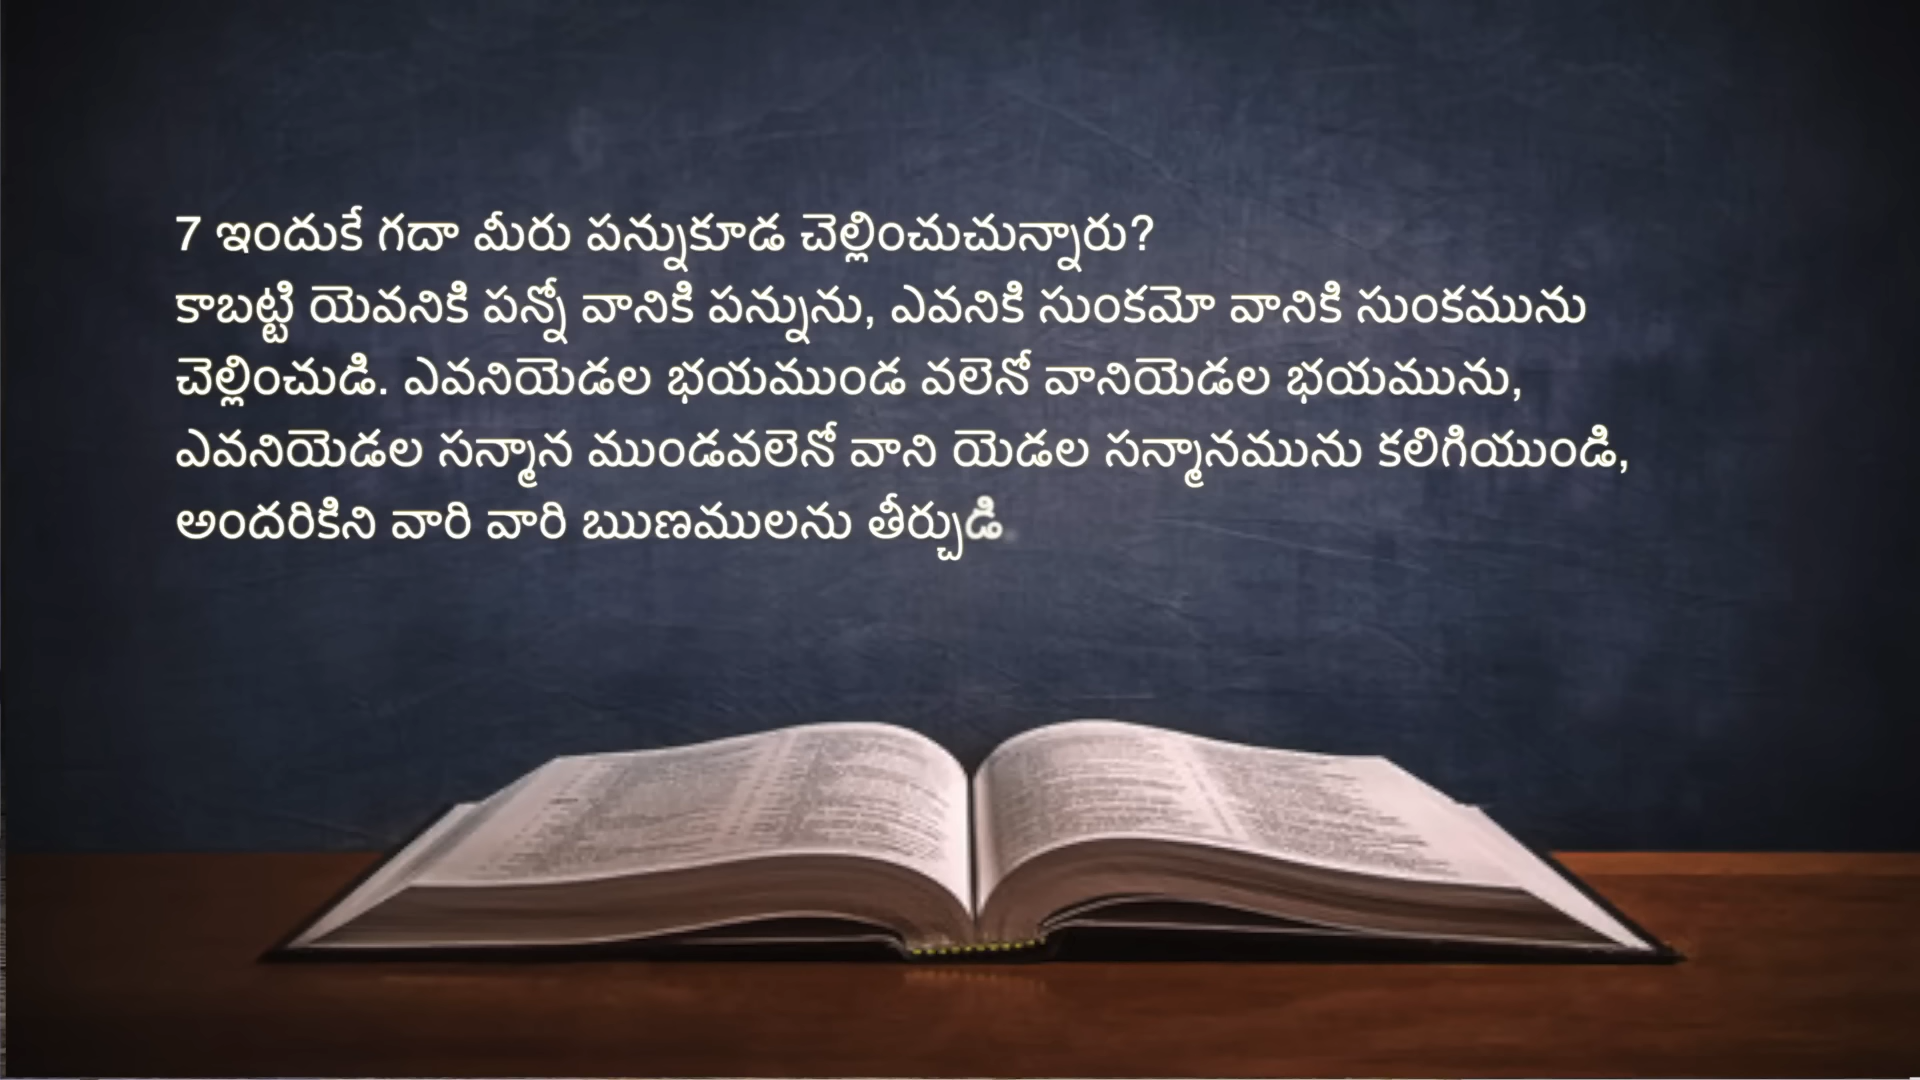 7 ఇందుకే గదా మీరు పన్నుకూడ చెల్లించుచున్నారు?
కాబట్టి యెవనికి పన్నో వానికి పన్నును, ఎవనికి సుంకమో వానికి సుంకమును
చెల్లించుడి. ఎవనియెడల భయముండ వలెనో వానియెడల భయమును,
ఎవనియెడల సన్మాన ముండవలెనో వాని యెడల సన్మానమును కలిగియుండి,
అందరికిని వారి వారి ఋణములను తీర్చుడి.